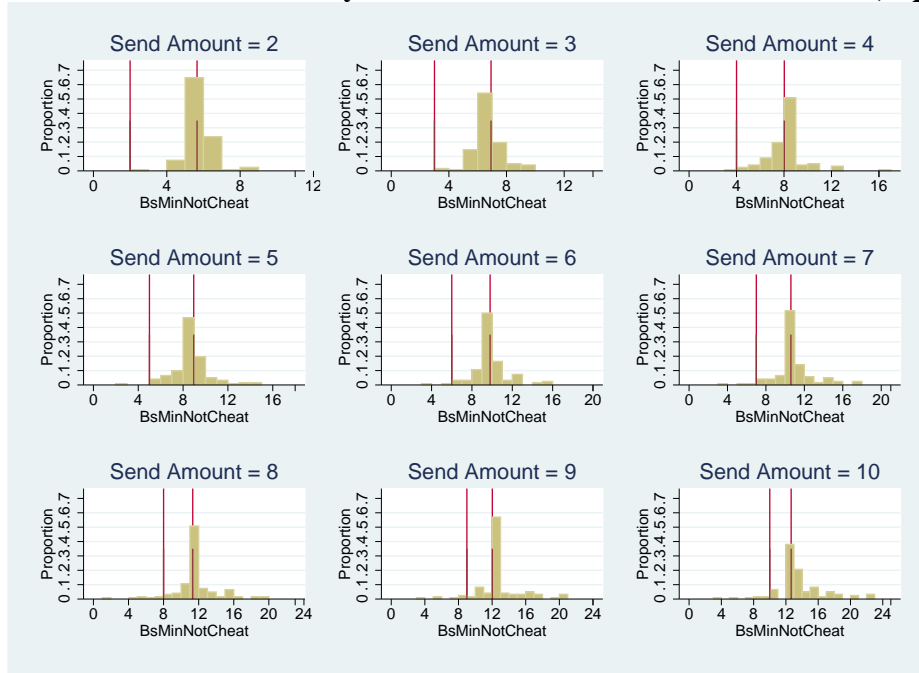 Send Amount = 2
Proportion
0 .1 .2 .3 .4 .5 .6 .7
0 4 8 12
BsMinNotCheat
Send Amount = 3
Proportion
0 .1 .2 .3 .4 .5 .6 .7
0 4 8 12
BsMinNotCheat
Send Amount = 4
Proportion
0 .1 .2 .3 .4 .5 .6 .7
0 4 8 12 16
BsMinNotCheat
Send Amount = 5
Proportion
0 .1 .2 .3 .4 .5 .6 .7
0 4 8 12 16
BsMinNotCheat
Send Amount = 6
Proportion
0 .1 .2 .3 .4 .5 .6 .7
0 4 8 12 16 20
BsMinNotCheat
Send Amount = 7
Proportion
0 .1 .2 .3 .4 .5 .6 .7
0 4 8 12 16 20
BsMinNotCheat
Send Amount = 8
Proportion
0 .1 .2 .3 .4 .5 .6 .7
0 4 8 12 16 20 24
BsMinNotCheat
Send Amount = 9
Proportion
0 .1 .2 .3 .4 .5 .6 .7
0 4 8 12 16 20 24
BsMinNotCheat
Send Amount = 10
Proportion
0 .1 .2 .3 .4 .5 .6 .7
0 4 8 12 16 20 24
BsMinNotCheat